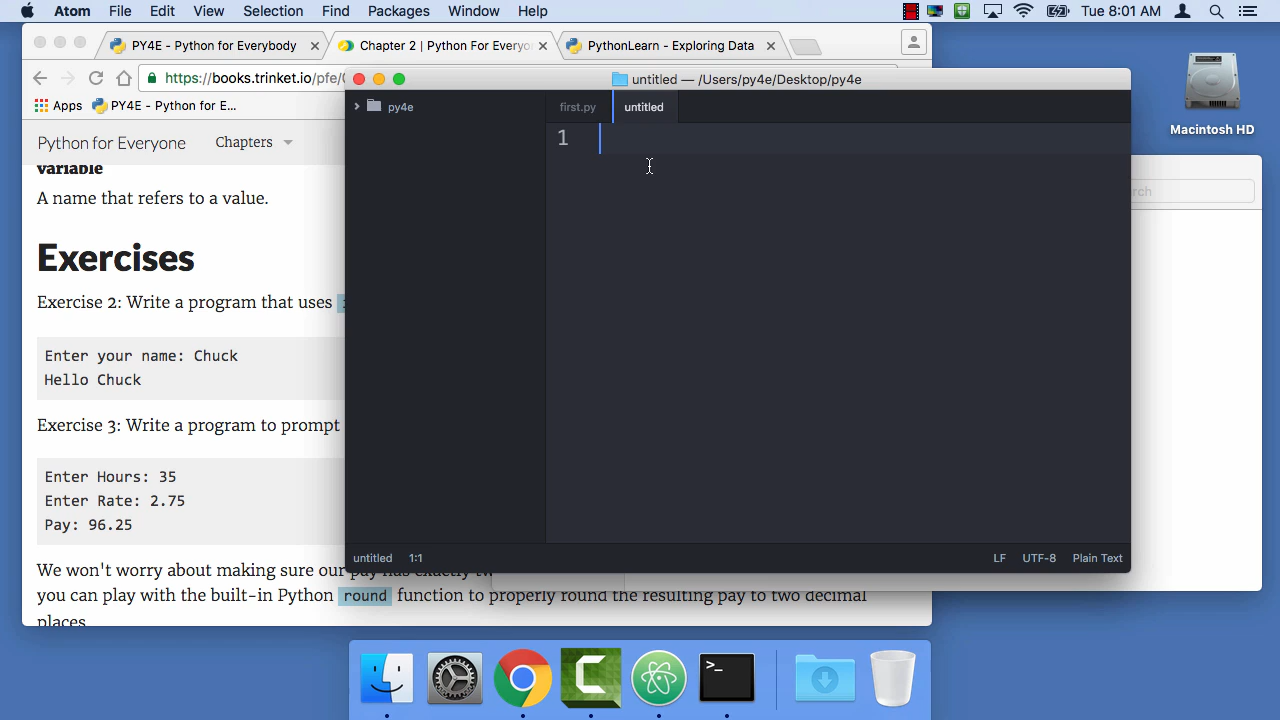 Atom File Edit View Selection Find Packages Window Help Tue 8:01 AM
PY4E - Python for Everybody Chapter 2 | Python For Everyo PythonLearn - Exploring Data
https://books.trinket.io/pfe/
Apps PY4E - Python for E...
Python for Everyone Chapters
variable
A name that refers to a value.
Exercises
Exercise 2: Write a program that uses
Enter your name: Chuck
Hello Chuck
Exercise 3: Write a program to prompt
Enter Hours: 35
Enter Rate: 2.75
Pay: 96.25
We won't worry about making sure our pay has exactly
you can play with the built-in Python round function to properly round the resulting pay to two decimal
places
untitled — /Users/py4e/Desktop/py4e
py4e
first.py untitled
1
untitled 1:1 LF UTF-8 Plain Text
Macintosh HD
rch
>_